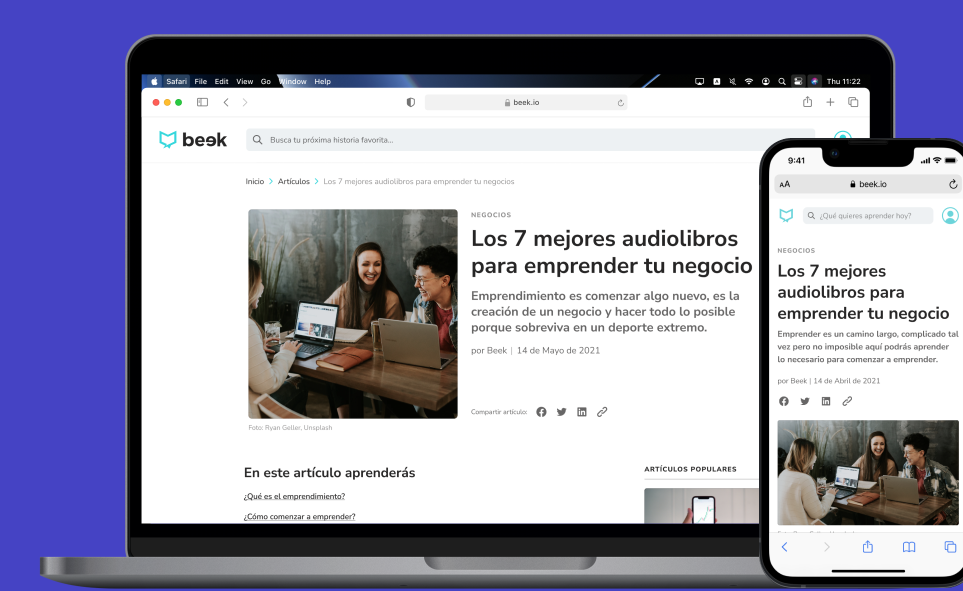 Safari File Edit View Go Window Help
Thu 11:22
beek.io
beek
Busca tu próxima historia favorita...
Inicio > Artículos > Los 7 mejores audiolibros para emprender tu negocios
NEGOCIOS
Los 7 mejores audiolibros
para emprender tu negocio
Emprendimiento es comenzar algo nuevo, es la
creación de un negocio y hacer todo lo posible
porque sobreviva en un deporte extremo.
por Beek | 14 de Mayo de 2021
Compartir artículo:
Foto: Ryan Geller, Unsplash
En este artículo aprenderás
¿Qué es el emprendimiento?
¿Cómo comenzar a emprender?
ARTÍCULOS POPULARES
9:41
AA
beek.io
¿Qué quieres aprender hoy?
NEGOCIOS
Los 7 mejores
audiolibros para
emprender tu negocio
Emprender es un camino largo, complicado tal
vez pero no imposible aquí podrás aprender
lo necesario para comenzar a emprender.
por Beek | 14 de Abril de 2021